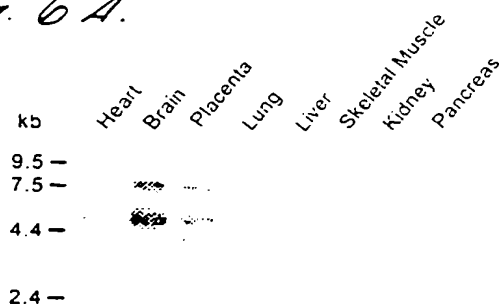 6A.
Heart Brain Placenta Lung Liver Skeletal Muscle Kidney Pancreas
kb
9.5 —
7.5 —
4.4 —
2.4 —